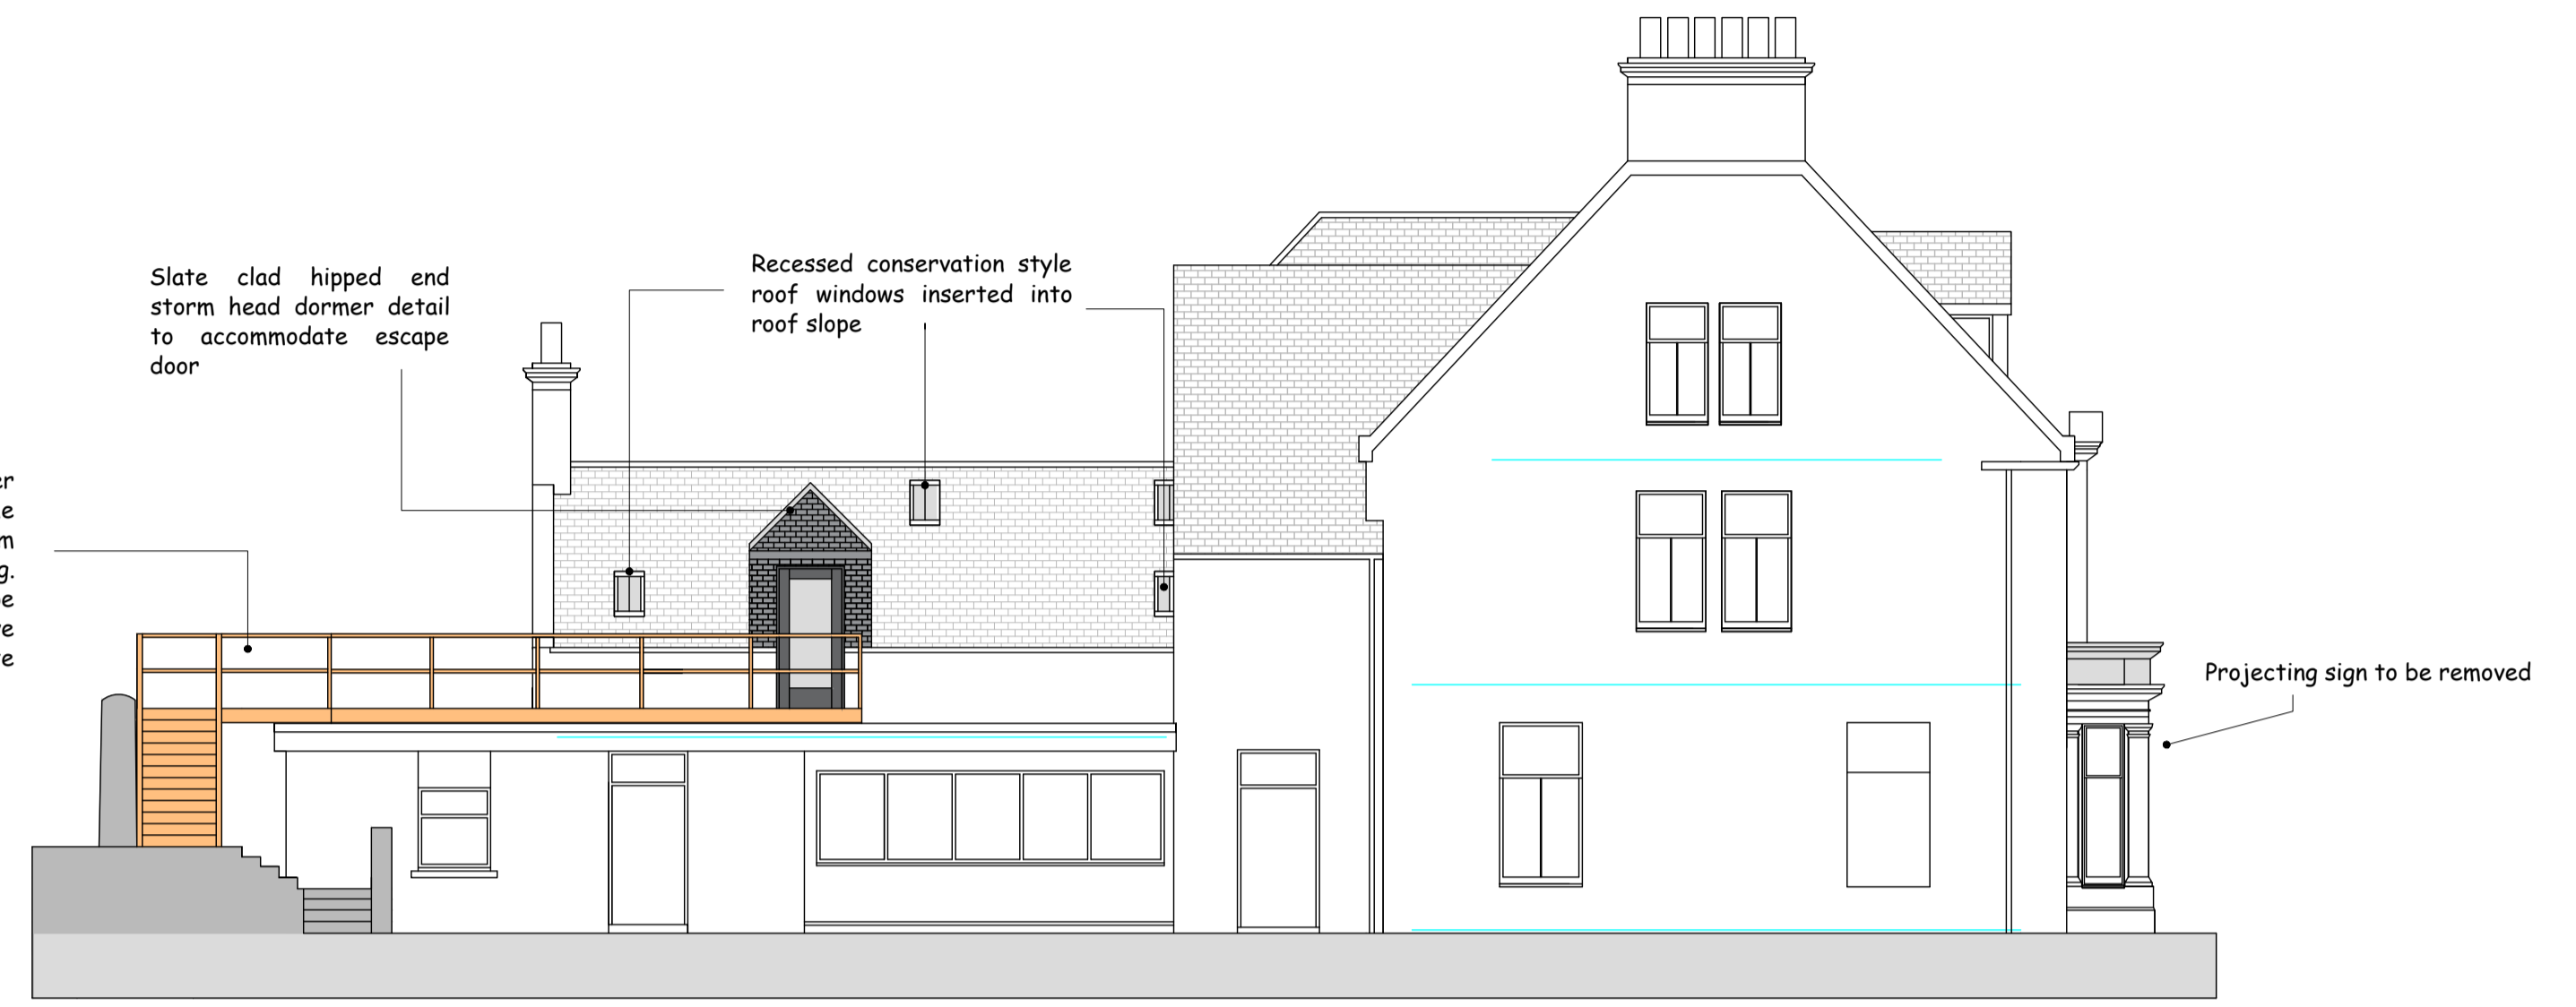 Slate clad hipped end
storm head dormer detail
to accommodate escape
door
Recessed conservation style
roof windows inserted into
roof slope
Projecting sign to be removed